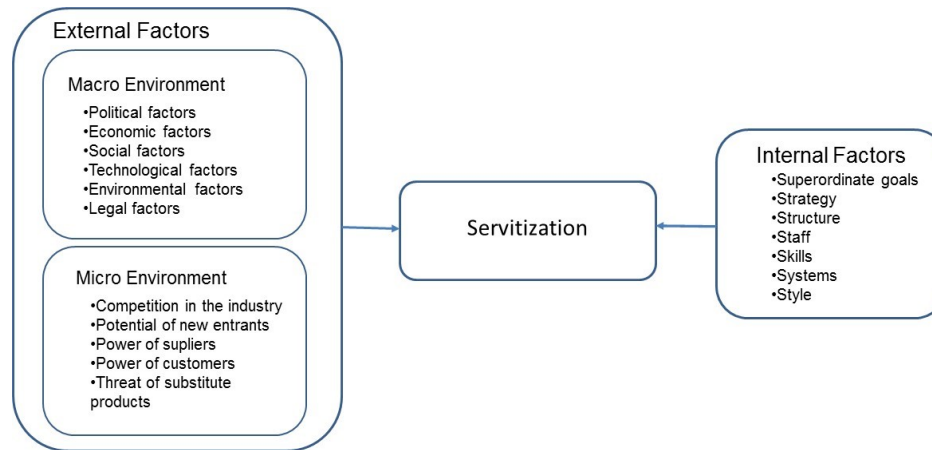 External Factors
Macro Environment
•Political factors
•Economic factors
•Social factors
•Technological factors
•Environmental factors
•Legal factors
Micro Environment
•Competition in the industry
•Potential of new entrants
•Power of supliers
•Power of customers
•Threat of substitute
products
Servitization
Internal Factors
•Superordinate goals
•Strategy
•Structure
•Staff
•Skills
•Systems
•Style